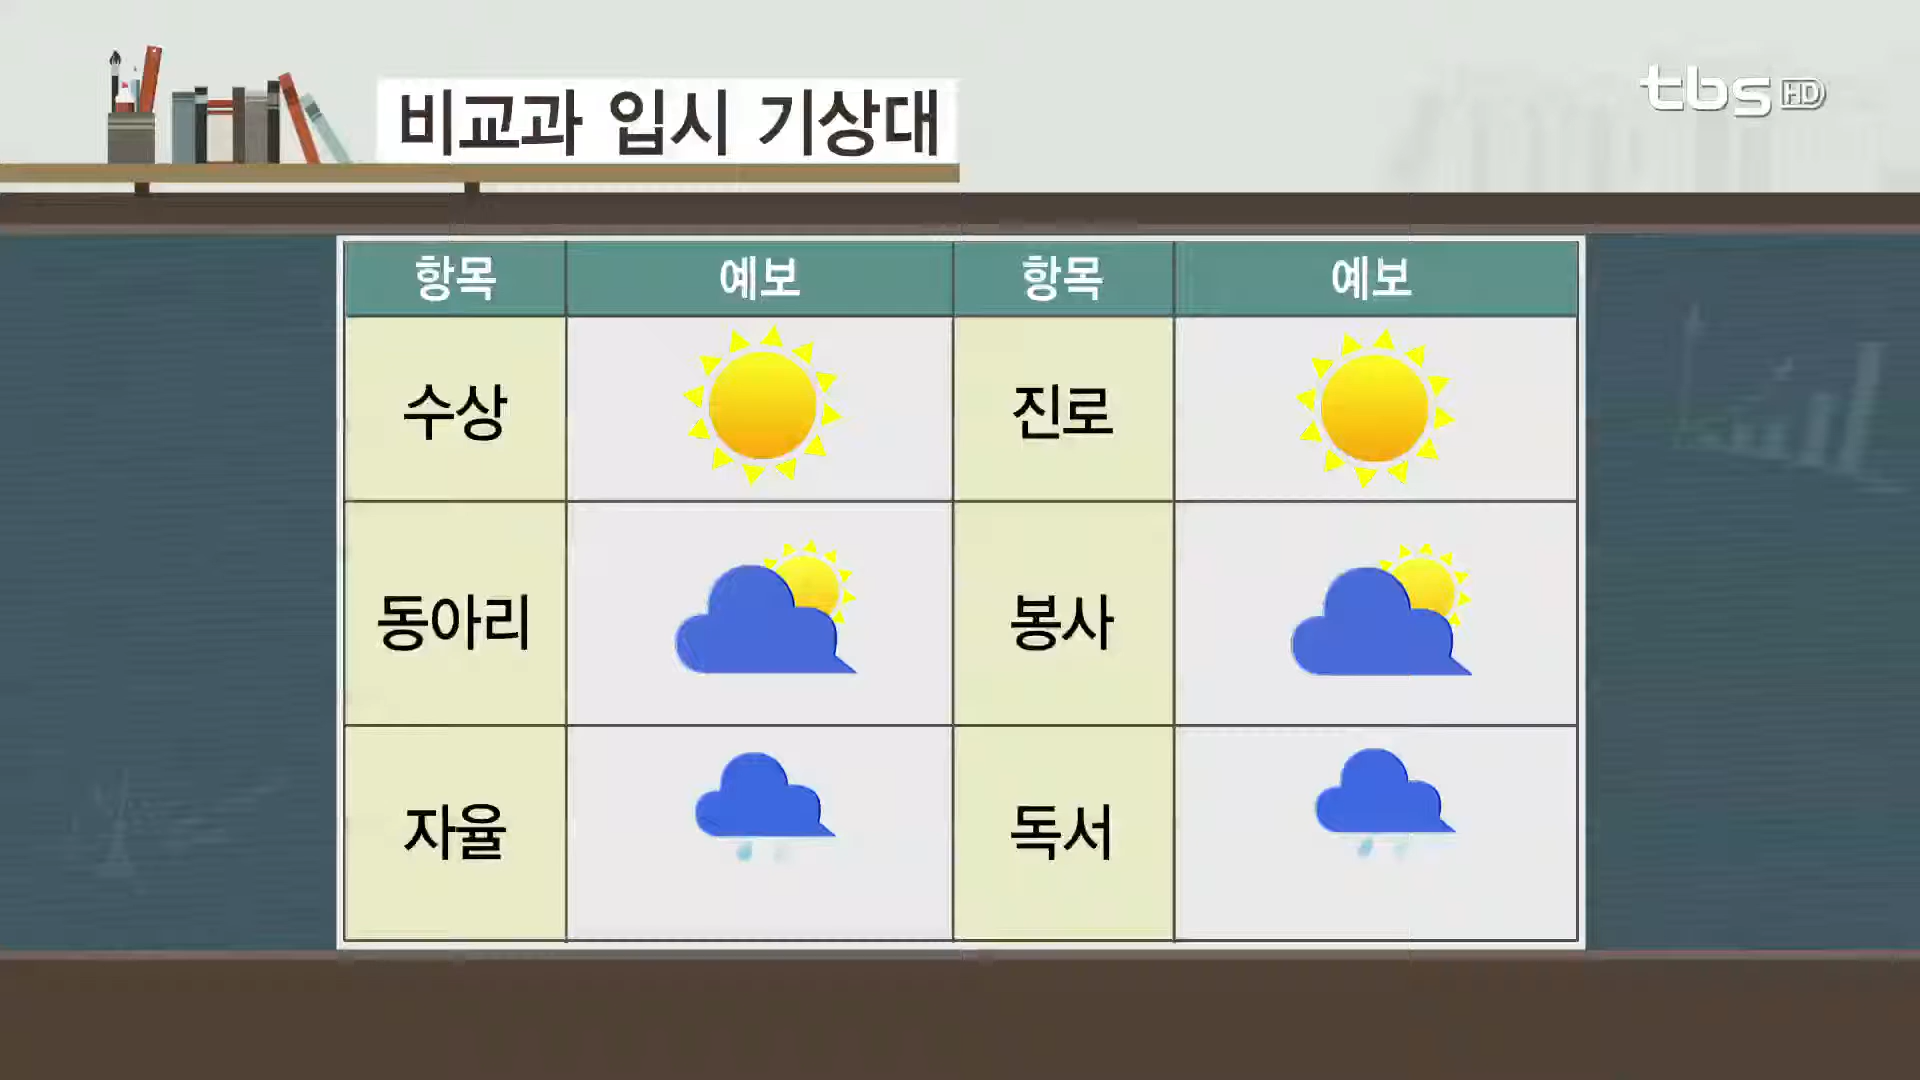 비교과 입시 기상대
tbs HD
항목 예보 항목 예보
수상 진로
동아리 봉사
자율 독서